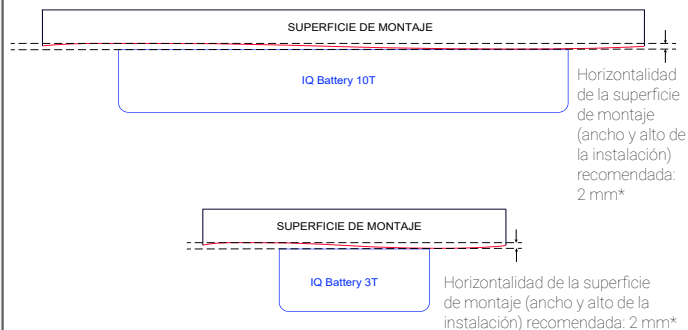 SUPERFICIE DE MONTAJE
IQ Battery 10T
Horizontalidad
de la superficie
de montaje
(ancho y alto de
la instalación)
recomendada:
2 mm*
SUPERFICIE DE MONTAJE
IQ Battery 3T
Horizontalidad de la superficie
de montaje (ancho y alto de la
instalación) recomendada: 2 mm*